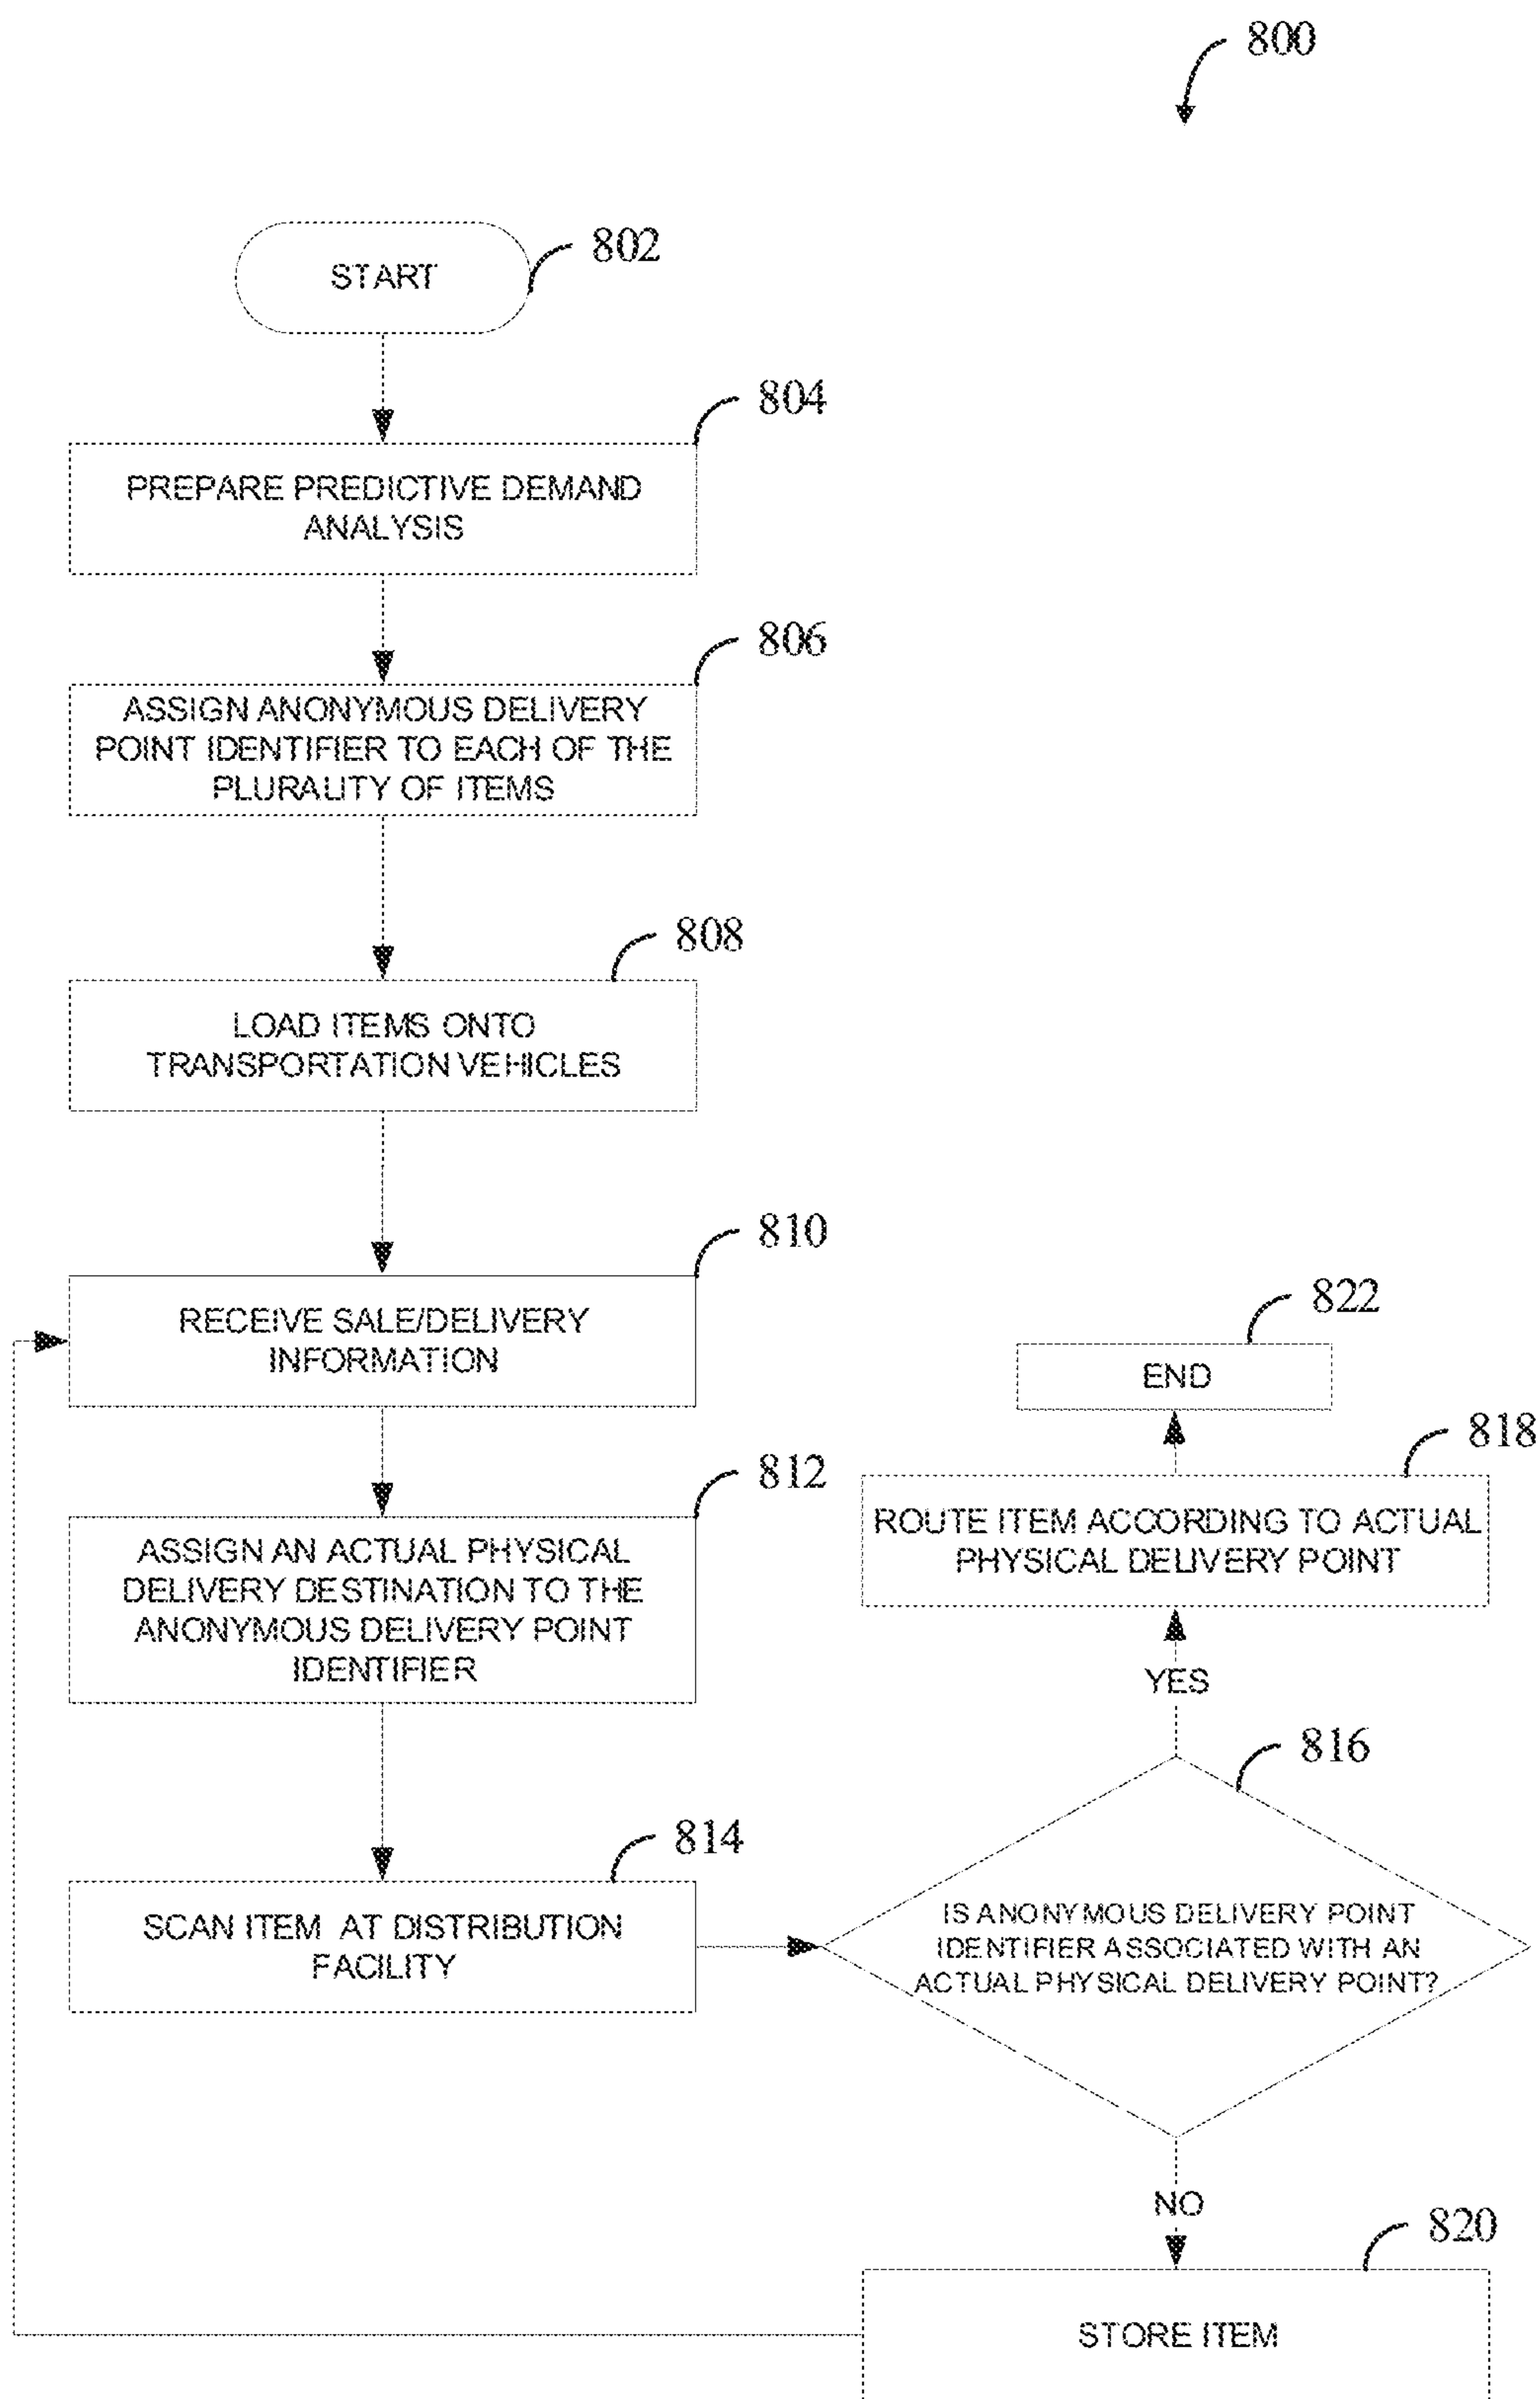 800
START
802
804
PREPARE PREDICTIVE DEMAND
ANALYSIS
806
ASSIGN ANONYMOUS DELIVERY
POINT IDENTIFIER TO EACH OF THE
PLURALITY OF ITEMS
808
LOAD ITEMS ONTO
TRANSPORTATION VEHICLES
810
RECEIVE SALE/DELIVERY
INFORMATION
812
ASSIGN AN ACTUAL PHYSICAL
DELIVERY DESTINATION TO THE
ANONYMOUS DELIVERY POINT
IDENTIFIER
814
SCAN ITEM AT DISTRIBUTION
FACILITY
816
IS ANONYMOUS DELIVERY POINT
IDENTIFIER ASSOCIATED WITH AN
ACTUAL PHYSICAL DELIVERY POINT?
YES
818
ROUTE ITEM ACCORDING TO ACTUAL
PHYSICAL DELIVERY POINT
822
END
NO
820
STORE ITEM